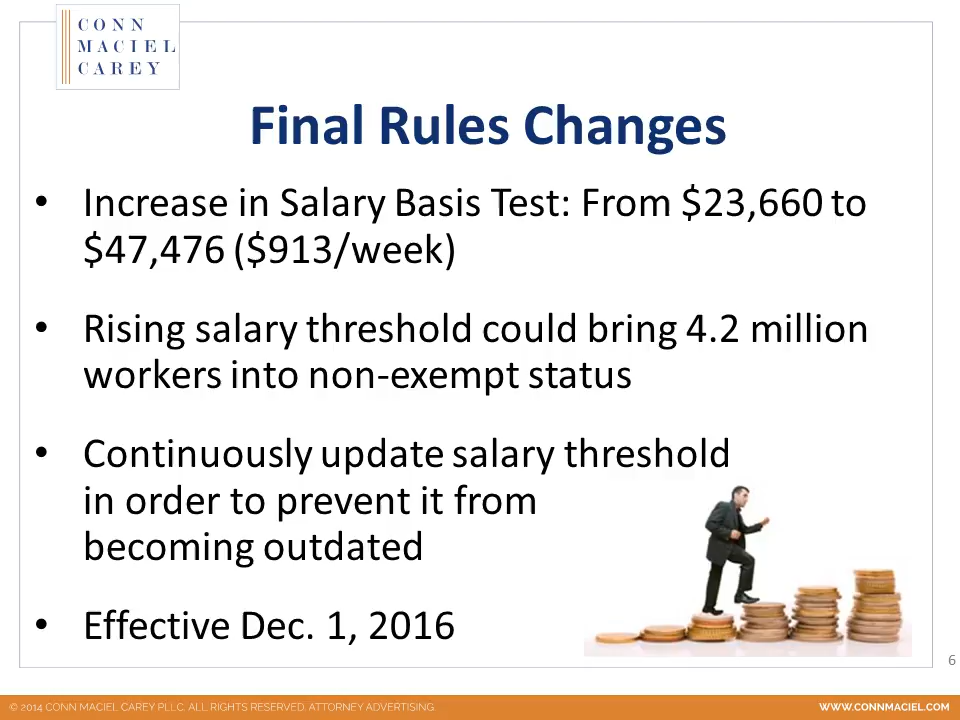 CONN
MACIEL
CAREY
Final Rules Changes
• Increase in Salary Basis Test: From $23,660 to
$47,476 ($913/week)
• Rising salary threshold could bring 4.2 million
workers into non-exempt status
• Continuously update salary threshold
in order to prevent it from
becoming outdated
• Effective Dec. 1, 2016
6
© 2014 CONN MACIEL CAREY PLLC. ALL RIGHTS RESERVED. ATTORNEY ADVERTISING.
WWW.CONNMACIEL.COM